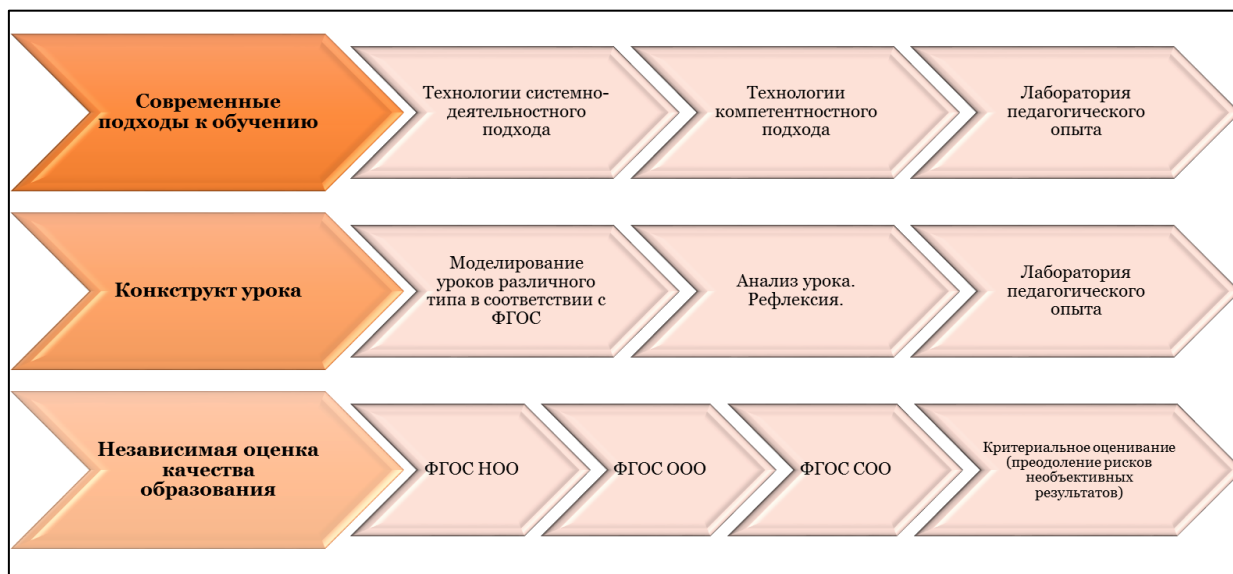 Современные
подходы к обучению
Технологии системно-
деятельностного
подхода
Технологии
компетентностного
подхода
Лаборатория
педагогического
опыта
Конкструкт урока
Моделирование
уроков различного
типа в соответствии с
ФГОС
Анализ урока.
Рефлексия.
Лаборатория
педагогического
опыта
Независимая оценка
качества
образования
ФГОС НОО
ФГОС ООО
ФГОС СОО
Критериальное оценивание
(преодоление рисков
необъективных
результатов)